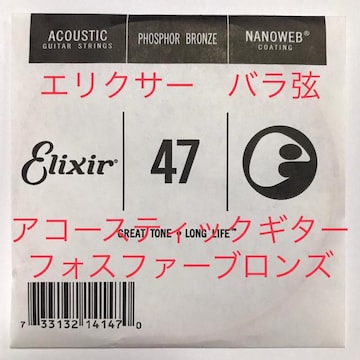 ACOUSTIC
GUITAR STRINGS
PHOSPHOR BRONZE
NANOWEB®
COATING
エリクサー　バラ弦
Elixir®
47
アコースティックギター
GREAT TONE • LONG LIFE™
フォスファーブロンズ
7 33132 14147 0